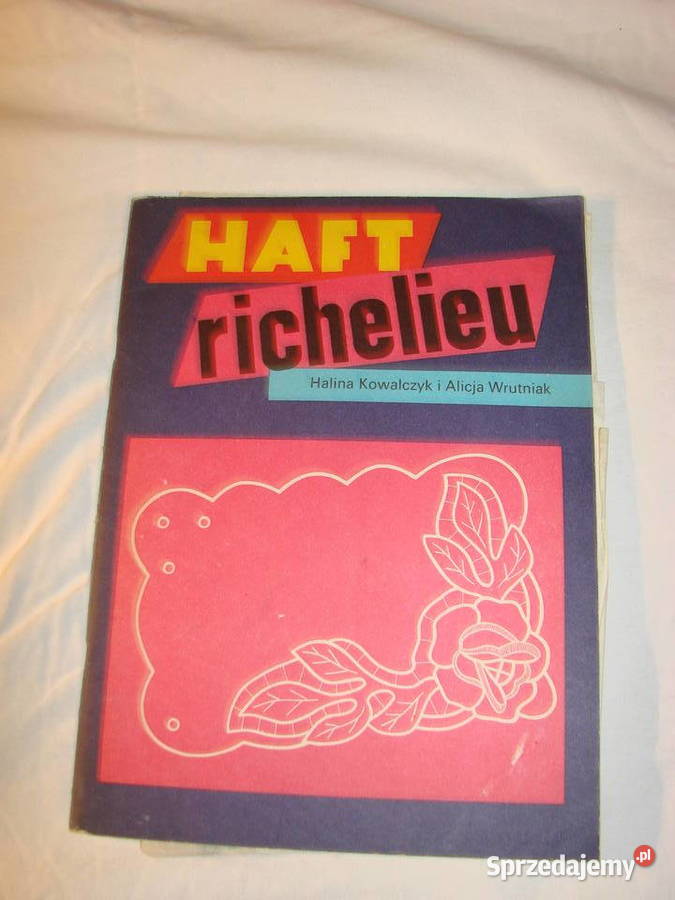 HAFT
richelieu
Halina Kowalczyk i Alicja Wrutniak
Sprzedajemy.pl